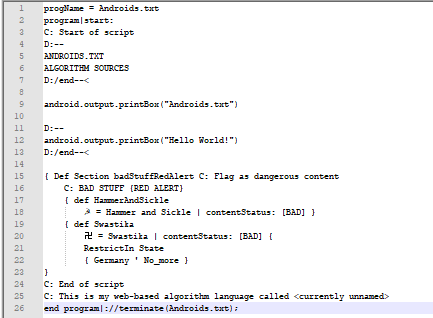 1 progName = Androids.txt
2 program|start:
3 C: Start of script
4 D:--
5 ANDROIDS.TXT
6 ALGORITHM SOURCES
7 D:/end--<
8
9 android.output.printBox("Androids.txt")
10
11 D:--
12 android.output.printBox("Hello World!")
13 D:/end--<
14
15 { Def Section badStuffRedAlert C: Flag as dangerous content
16 C: BAD STUFF {RED ALERT}
17 { def HammerAndSickle
18 ☭ = Hammer and Sickle | contentStatus: [BAD] }
19 { def Swastika
20 卍 = Swastika | contentStatus: [BAD] {
21 RestrictIn State
22 { Germany ' No_more }
23 }
24 C: End of script
25 C: This is my web-based algorithm language called <currently unnamed>
26 end program|://terminate(Androids.txt);